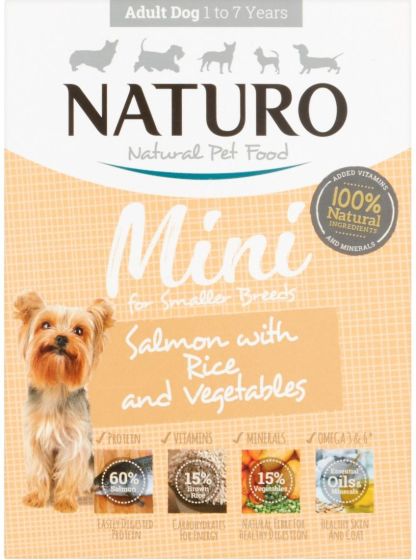 Adult Dog 1 to 7 Years
NATURO
Natural Pet Food
ADDED VITAMINS
100%
Natural
INGREDIENTS
AND MINERALS
Mini
for Smaller Breeds
Salmon with
Rice
and Vegetables
✓ PROTEIN
✓ VITAMINS
✓ MINERALS
✓ OMEGA 3 & 6*
60%
Salmon
15%
Brown
Rice
15%
Vegetables
Essential
Oils &
Minerals
EASILY DIGESTED
PROTEIN
CARBOHYDRATES
FOR ENERGY
NATURAL FIBRE FOR
HEALTHY DIGESTION
HEALTHY SKIN
AND COAT